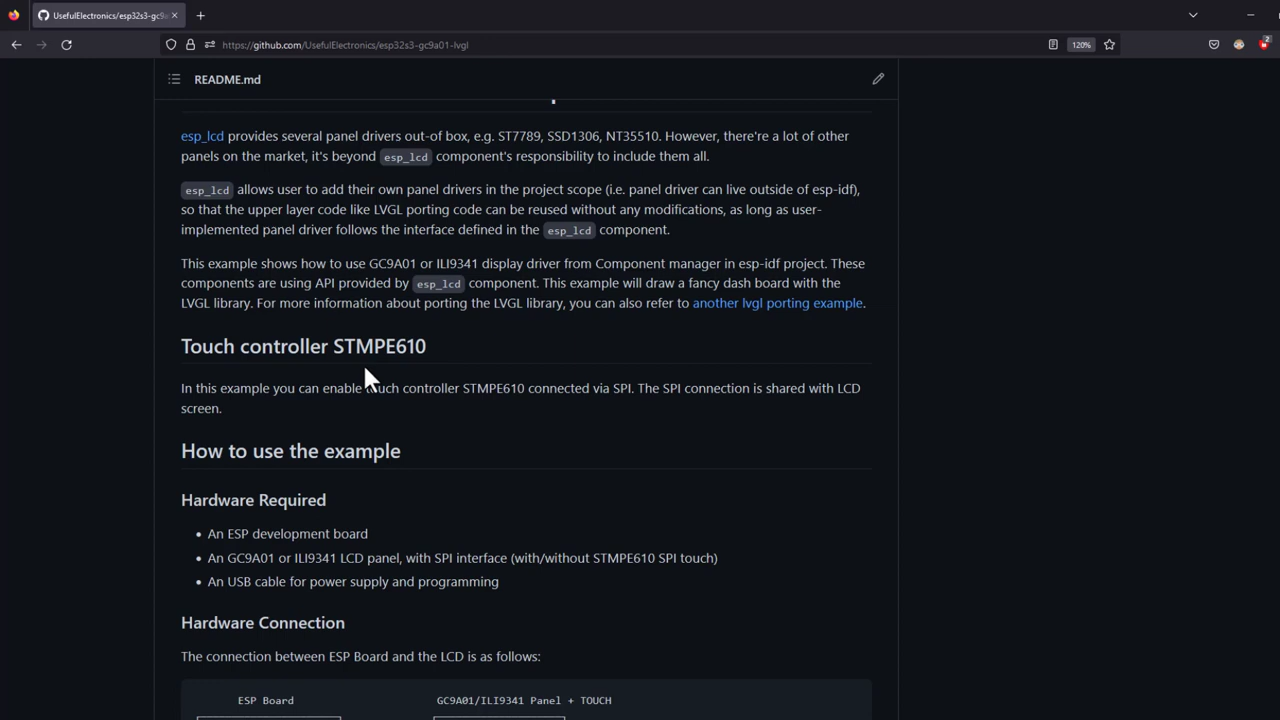 UsefulElectronics/esp32s3-gc9a
https://github.com/UsefulElectronics/esp32s3-gc9a01-lvgl
120%
2
README.md
esp_lcd provides several panel drivers out-of box, e.g. ST7789, SSD1306, NT35510. However, there're a lot of other
panels on the market, it's beyond esp_lcd component's responsibility to include them all.
esp_lcd allows user to add their own panel drivers in the project scope (i.e. panel driver can live outside of esp-idf),
so that the upper layer code like LVGL porting code can be reused without any modifications, as long as user-
implemented panel driver follows the interface defined in the esp_lcd component.
This example shows how to use GC9A01 or ILI9341 display driver from Component manager in esp-idf project. These
components are using API provided by esp_lcd component. This example will draw a fancy dash board with the
LVGL library. For more information about porting the LVGL library, you can also refer to another lvgl porting example.
Touch controller STMPE610
In this example you can enable touch controller STMPE610 connected via SPI. The SPI connection is shared with LCD
screen.
How to use the example
Hardware Required
• An ESP development board
• An GC9A01 or ILI9341 LCD panel, with SPI interface (with/without STMPE610 SPI touch)
• An USB cable for power supply and programming
Hardware Connection
The connection between ESP Board and the LCD is as follows:
ESP Board GC9A01/ILI9341 Panel + TOUCH